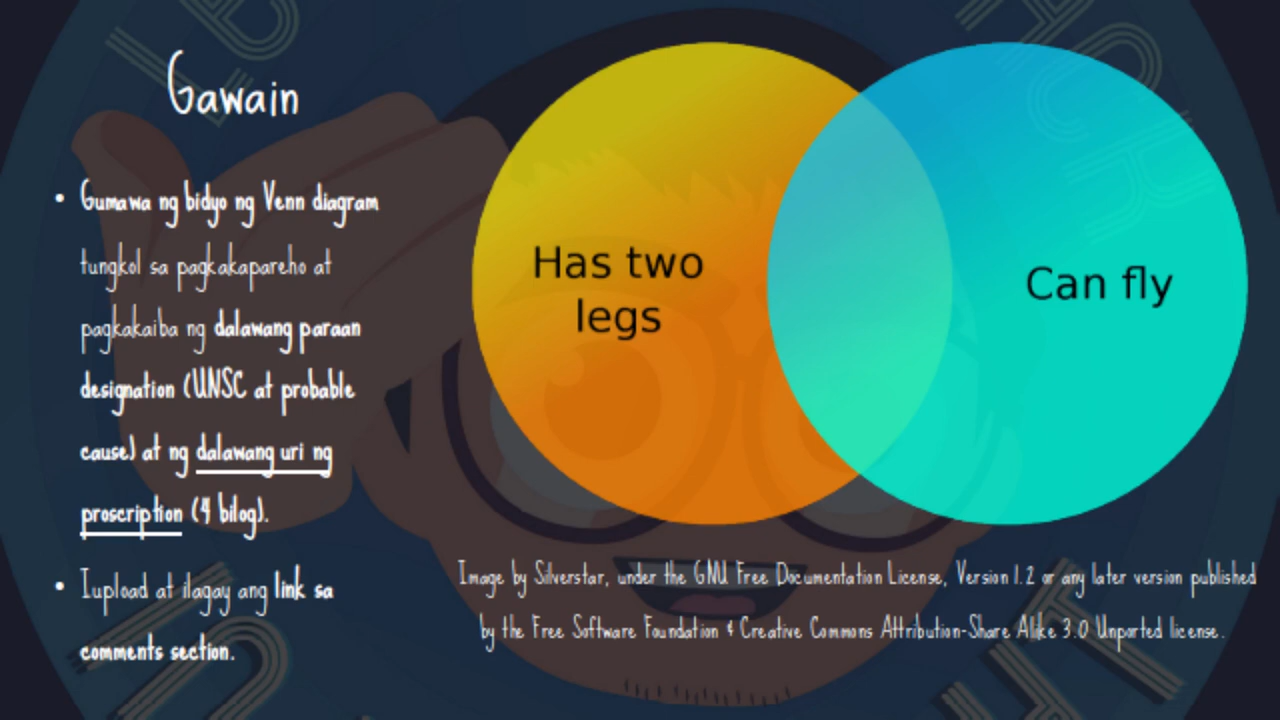 Gawain
• Gumawa ng bidyo ng Venn diagram
tungkol sa pagkakapareho at
pagkakaiba ng dalawang paraan
designation (UNSC at probable
cause) at ng dalawang uri ng
proscription (4 bilog).
• Iupload at ilagay ang link sa
comments section.
Has two
legs
Can fly
Image by Silverstar, under the GNU Free Documentation License, Version 1.2 or any later version published
by the Free Software Foundation & Creative Commons Attribution-Share Alike 3.0 Unported license.